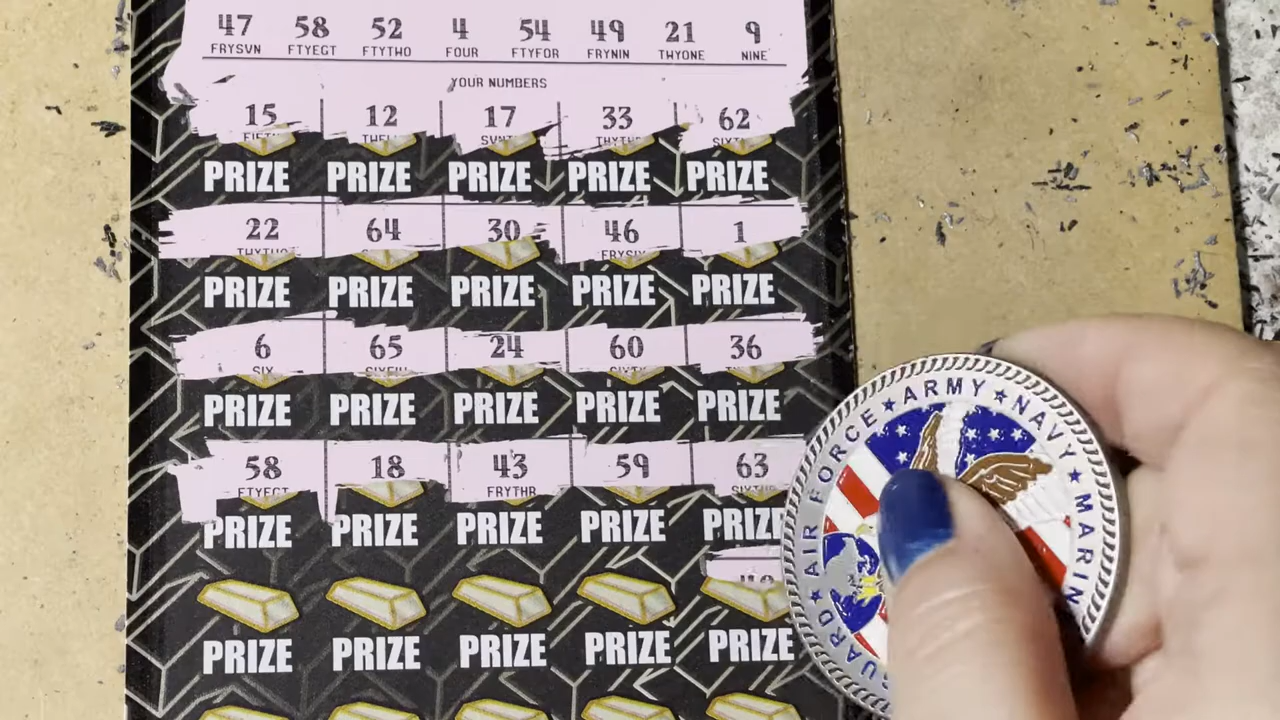 47 58 52 4 54 49 21 9
FRYSVN FTYEGT FTYTWO FOUR FTYFOR FRYNIN TWYONE NINE
YOUR NUMBERS
15 12 17 33 62
PRIZE PRIZE PRIZE PRIZE PRIZE
22 64 30 46 1
FRYSIX
PRIZE PRIZE PRIZE PRIZE PRIZE
6 65 24 60 36
SIX
PRIZE PRIZE PRIZE PRIZE PRIZE
58 18 43 59 63
FTYEGT FRYTHR
PRIZE PRIZE PRIZE PRIZE PRIZE
PRIZE PRIZE PRIZE PRIZE PRIZE
AIR FORCE ★ ARMY ★ NAVY ★ MARIN
UARD